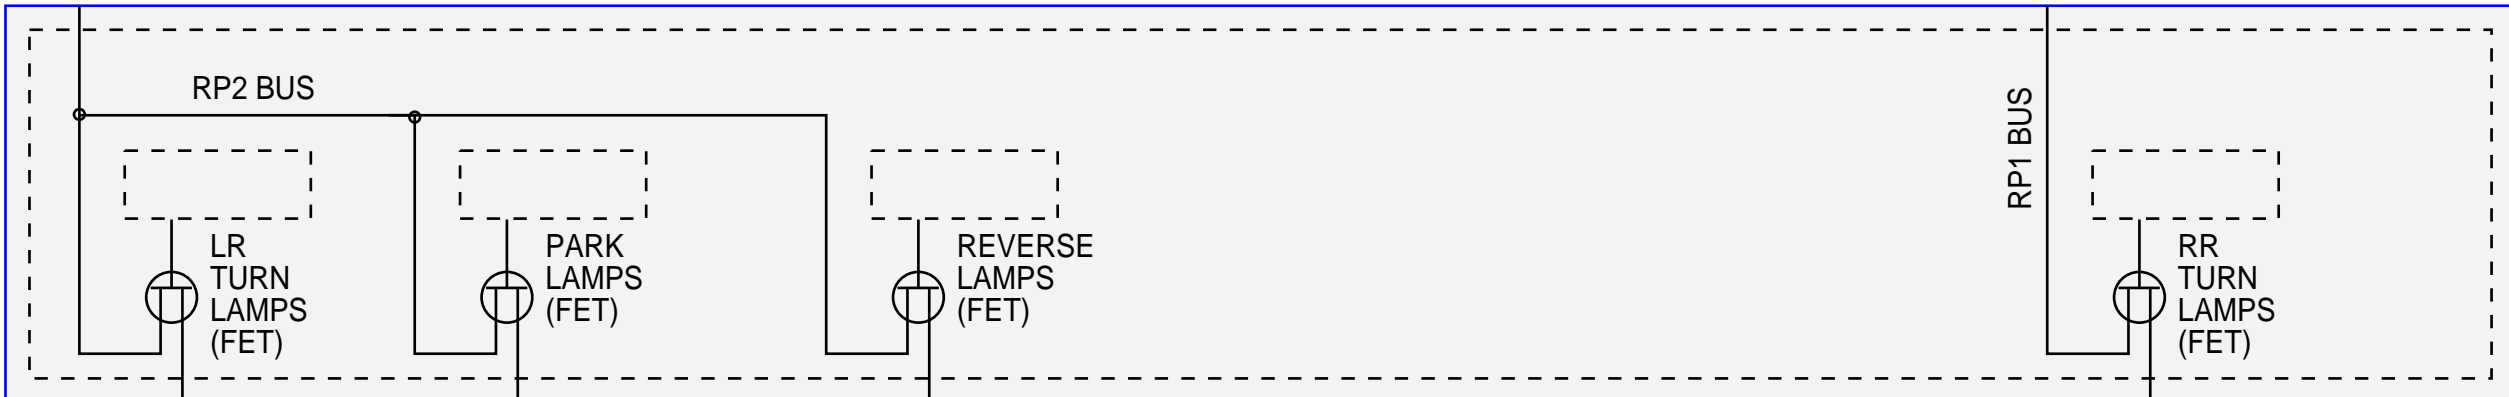 RP2 BUS
LR
TURN
LAMPS
(FET)
PARK
LAMPS
(FET)
REVERSE
LAMPS
(FET)
RP1 BUS
RR
TURN
LAMPS
(FET)